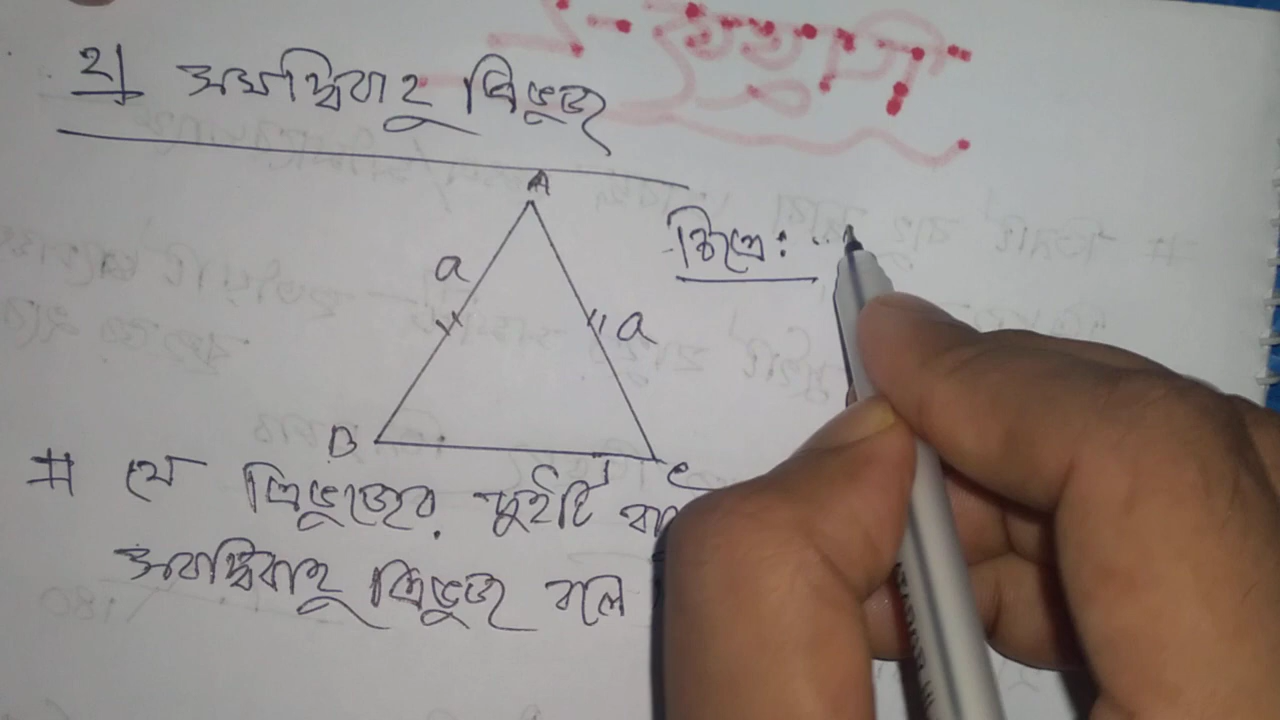 ত্রিভুজ
২| সমদ্বিবাহু ত্রিভুজ
A
চিত্রে:
a
a
B
C
# যে ত্রিভুজের দুইটি
সমদ্বিবাহু ত্রিভুজ বলে